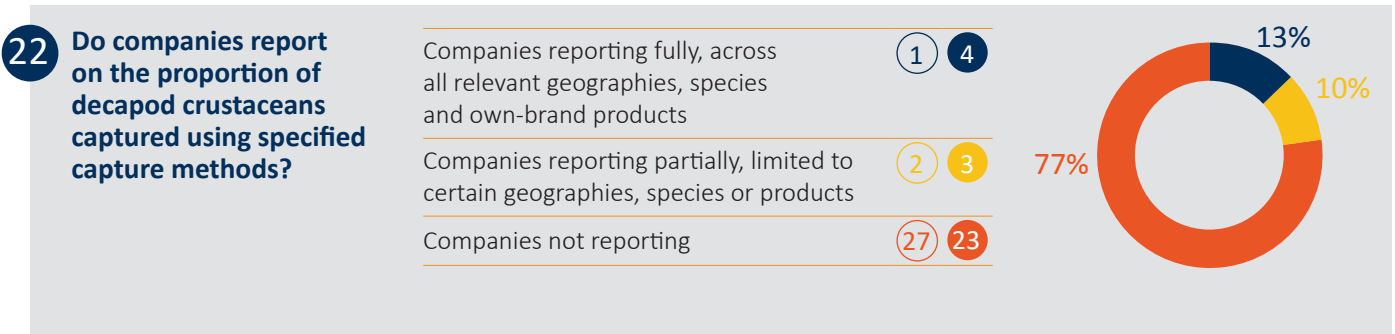 22
Do companies report
on the proportion of
decapod crustaceans
captured using specified
capture methods?
Companies reporting fully, across
all relevant geographies, species
and own-brand products
1 4
Companies reporting partially, limited to
certain geographies, species or products
2 3
Companies not reporting
27 23
13%
10%
77%